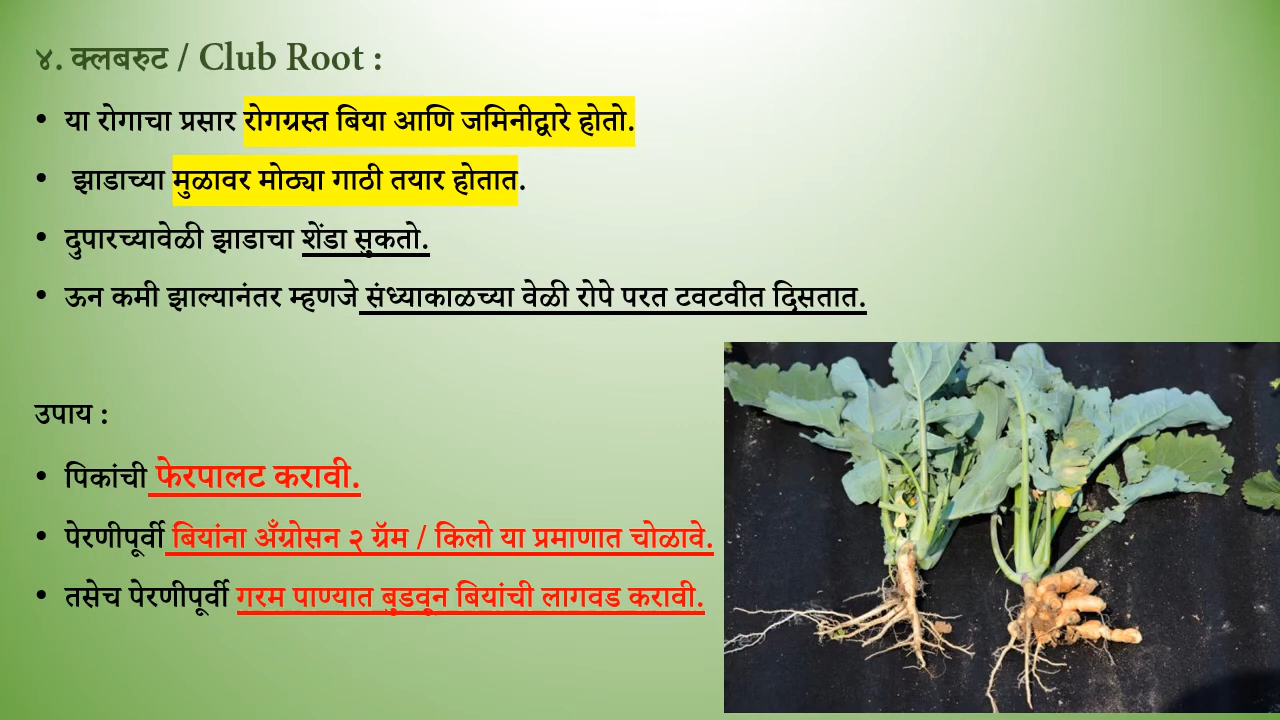 ४. क्लबरुट / Club Root :
• या रोगाचा प्रसार रोगग्रस्त बिया आणि जमिनीद्वारे होतो.
• झाडाच्या मुळावर मोठ्या गाठी तयार होतात.
• दुपारच्यावेळी झाडाचा शेंडा सुकतो.
• ऊन कमी झाल्यानंतर म्हणजे संध्याकाळच्या वेळी रोपे परत टवटवीत दिसतात.
उपाय :
• पिकांची फेरपालट करावी.
• पेरणीपूर्वी बियांना अँग्रोसन २ ग्रॅम / किलो या प्रमाणात चोळावे.
• तसेच पेरणीपूर्वी गरम पाण्यात बुडवून बियांची लागवड करावी.